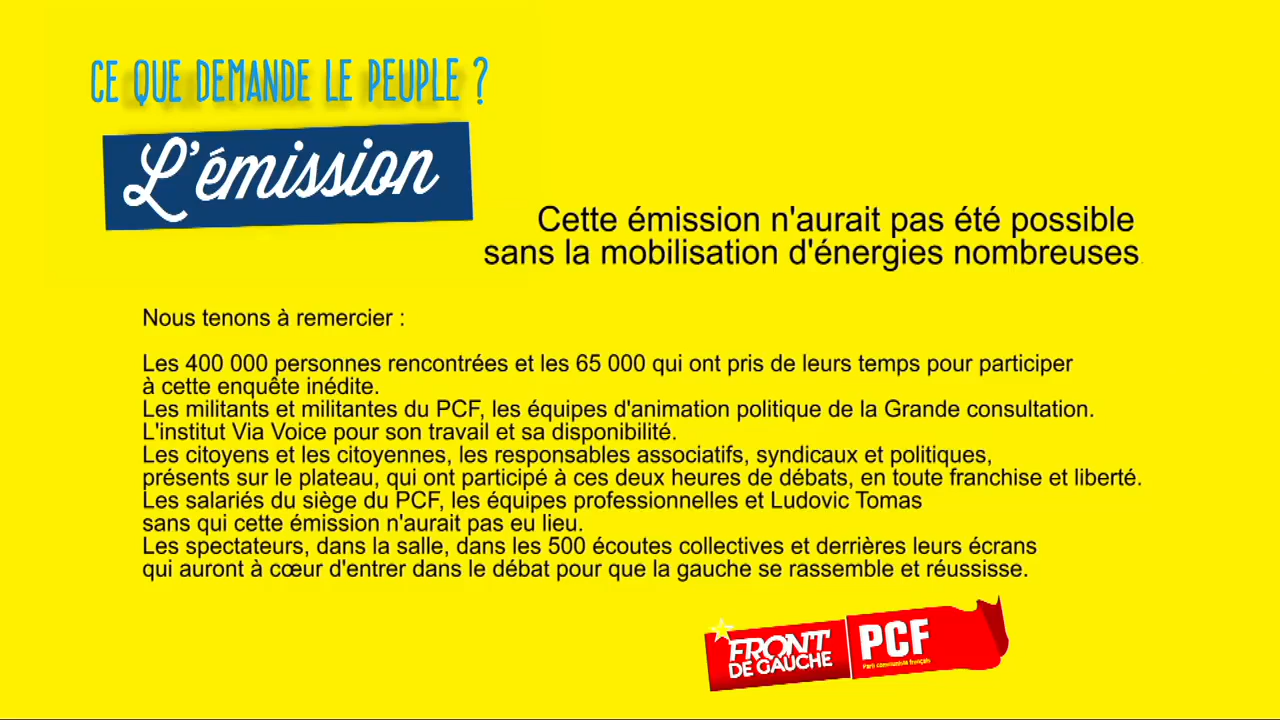 CE QUE DEMANDE LE PEUPLE ?
L'émission
Cette émission n'aurait pas été possible
sans la mobilisation d'énergies nombreuses.
Nous tenons à remercier :
Les 400 000 personnes rencontrées et les 65 000 qui ont pris de leurs temps pour participer
à cette enquête inédite.
Les militants et militantes du PCF, les équipes d'animation politique de la Grande consultation.
L'institut Via Voice pour son travail et sa disponibilité.
Les citoyens et les citoyennes, les responsables associatifs, syndicaux et politiques,
présents sur le plateau, qui ont participé à ces deux heures de débats, en toute franchise et liberté.
Les salariés du siège du PCF, les équipes professionnelles et Ludovic Tomas
sans qui cette émission n'aurait pas eu lieu.
Les spectateurs, dans la salle, dans les 500 écoutes collectives et derrières leurs écrans
qui auront à cœur d'entrer dans le débat pour que la gauche se rassemble et réussisse.
FRONT
DE GAUCHE
PCF
Parti communiste français